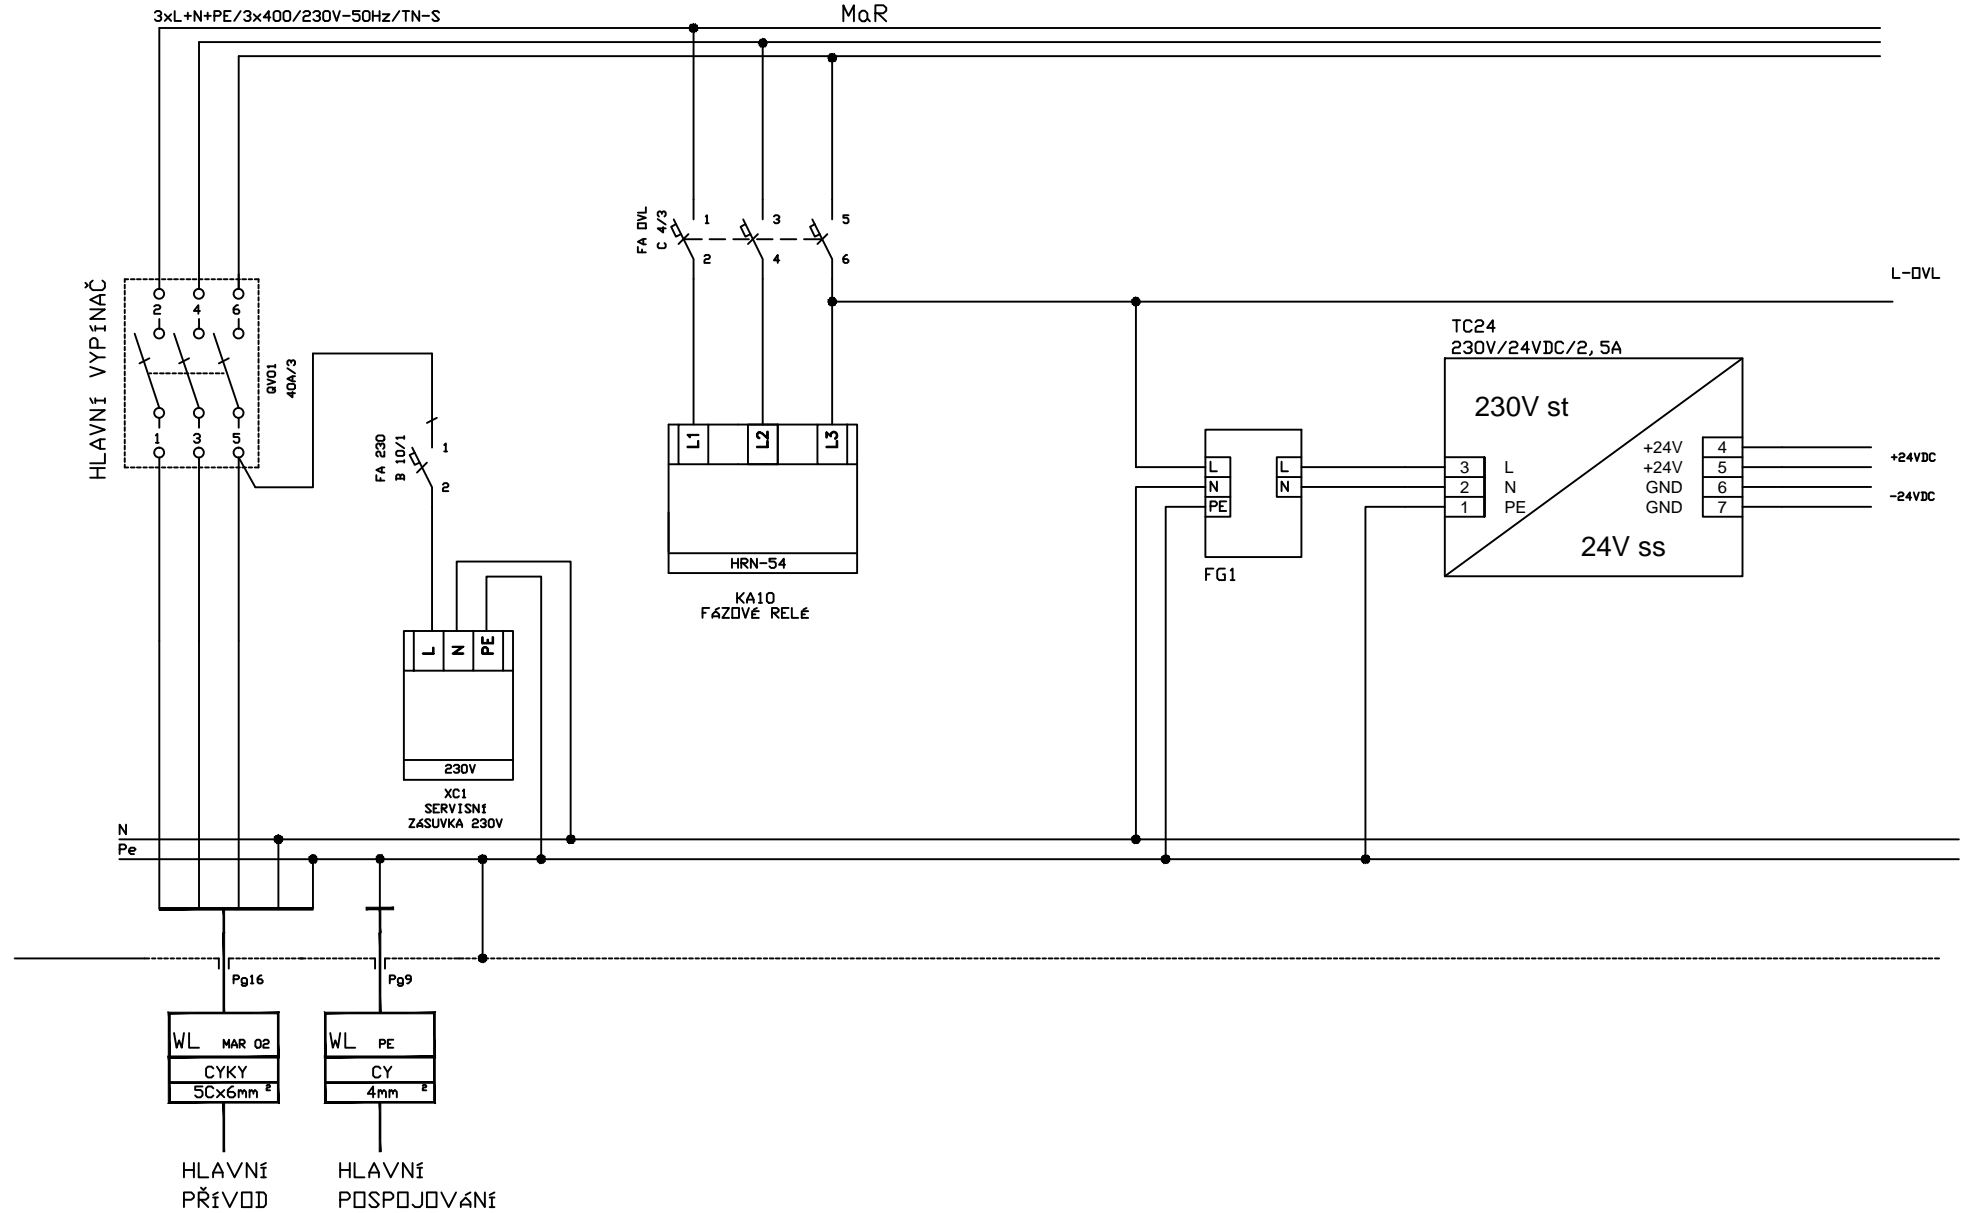 3xL+N+PE/3x400/230V-50Hz/TN-S
MaR
HLAVNÍ VYPÍNAČ
2 4 6
1 3 5
QV01
40A/3
FA 230
B 10/1
1
2
FA OVL
C 4/3
1 3 5
2 4 6
L-OVL
L1 L2 L3
HRN-54
KA10
FÁZOVÉ RELÉ
L N PE
230V
XC1
SERVISNÍ
ZÁSUVKA 230V
L L
N N
PE
FG1
TC24
230V/24VDC/2,5A
230V st
3 L
2 N
1 PE
+24V 4
+24V 5
GND 6
GND 7
24V ss
+24VDC
-24VDC
N
Pe
Pg16
Pg9
WL MAR 02
CYKY
5Cx6mm²
WL PE
CY
4mm²
HLAVNÍ
PŘÍVOD
HLAVNÍ
POSPOJOVÁNÍ